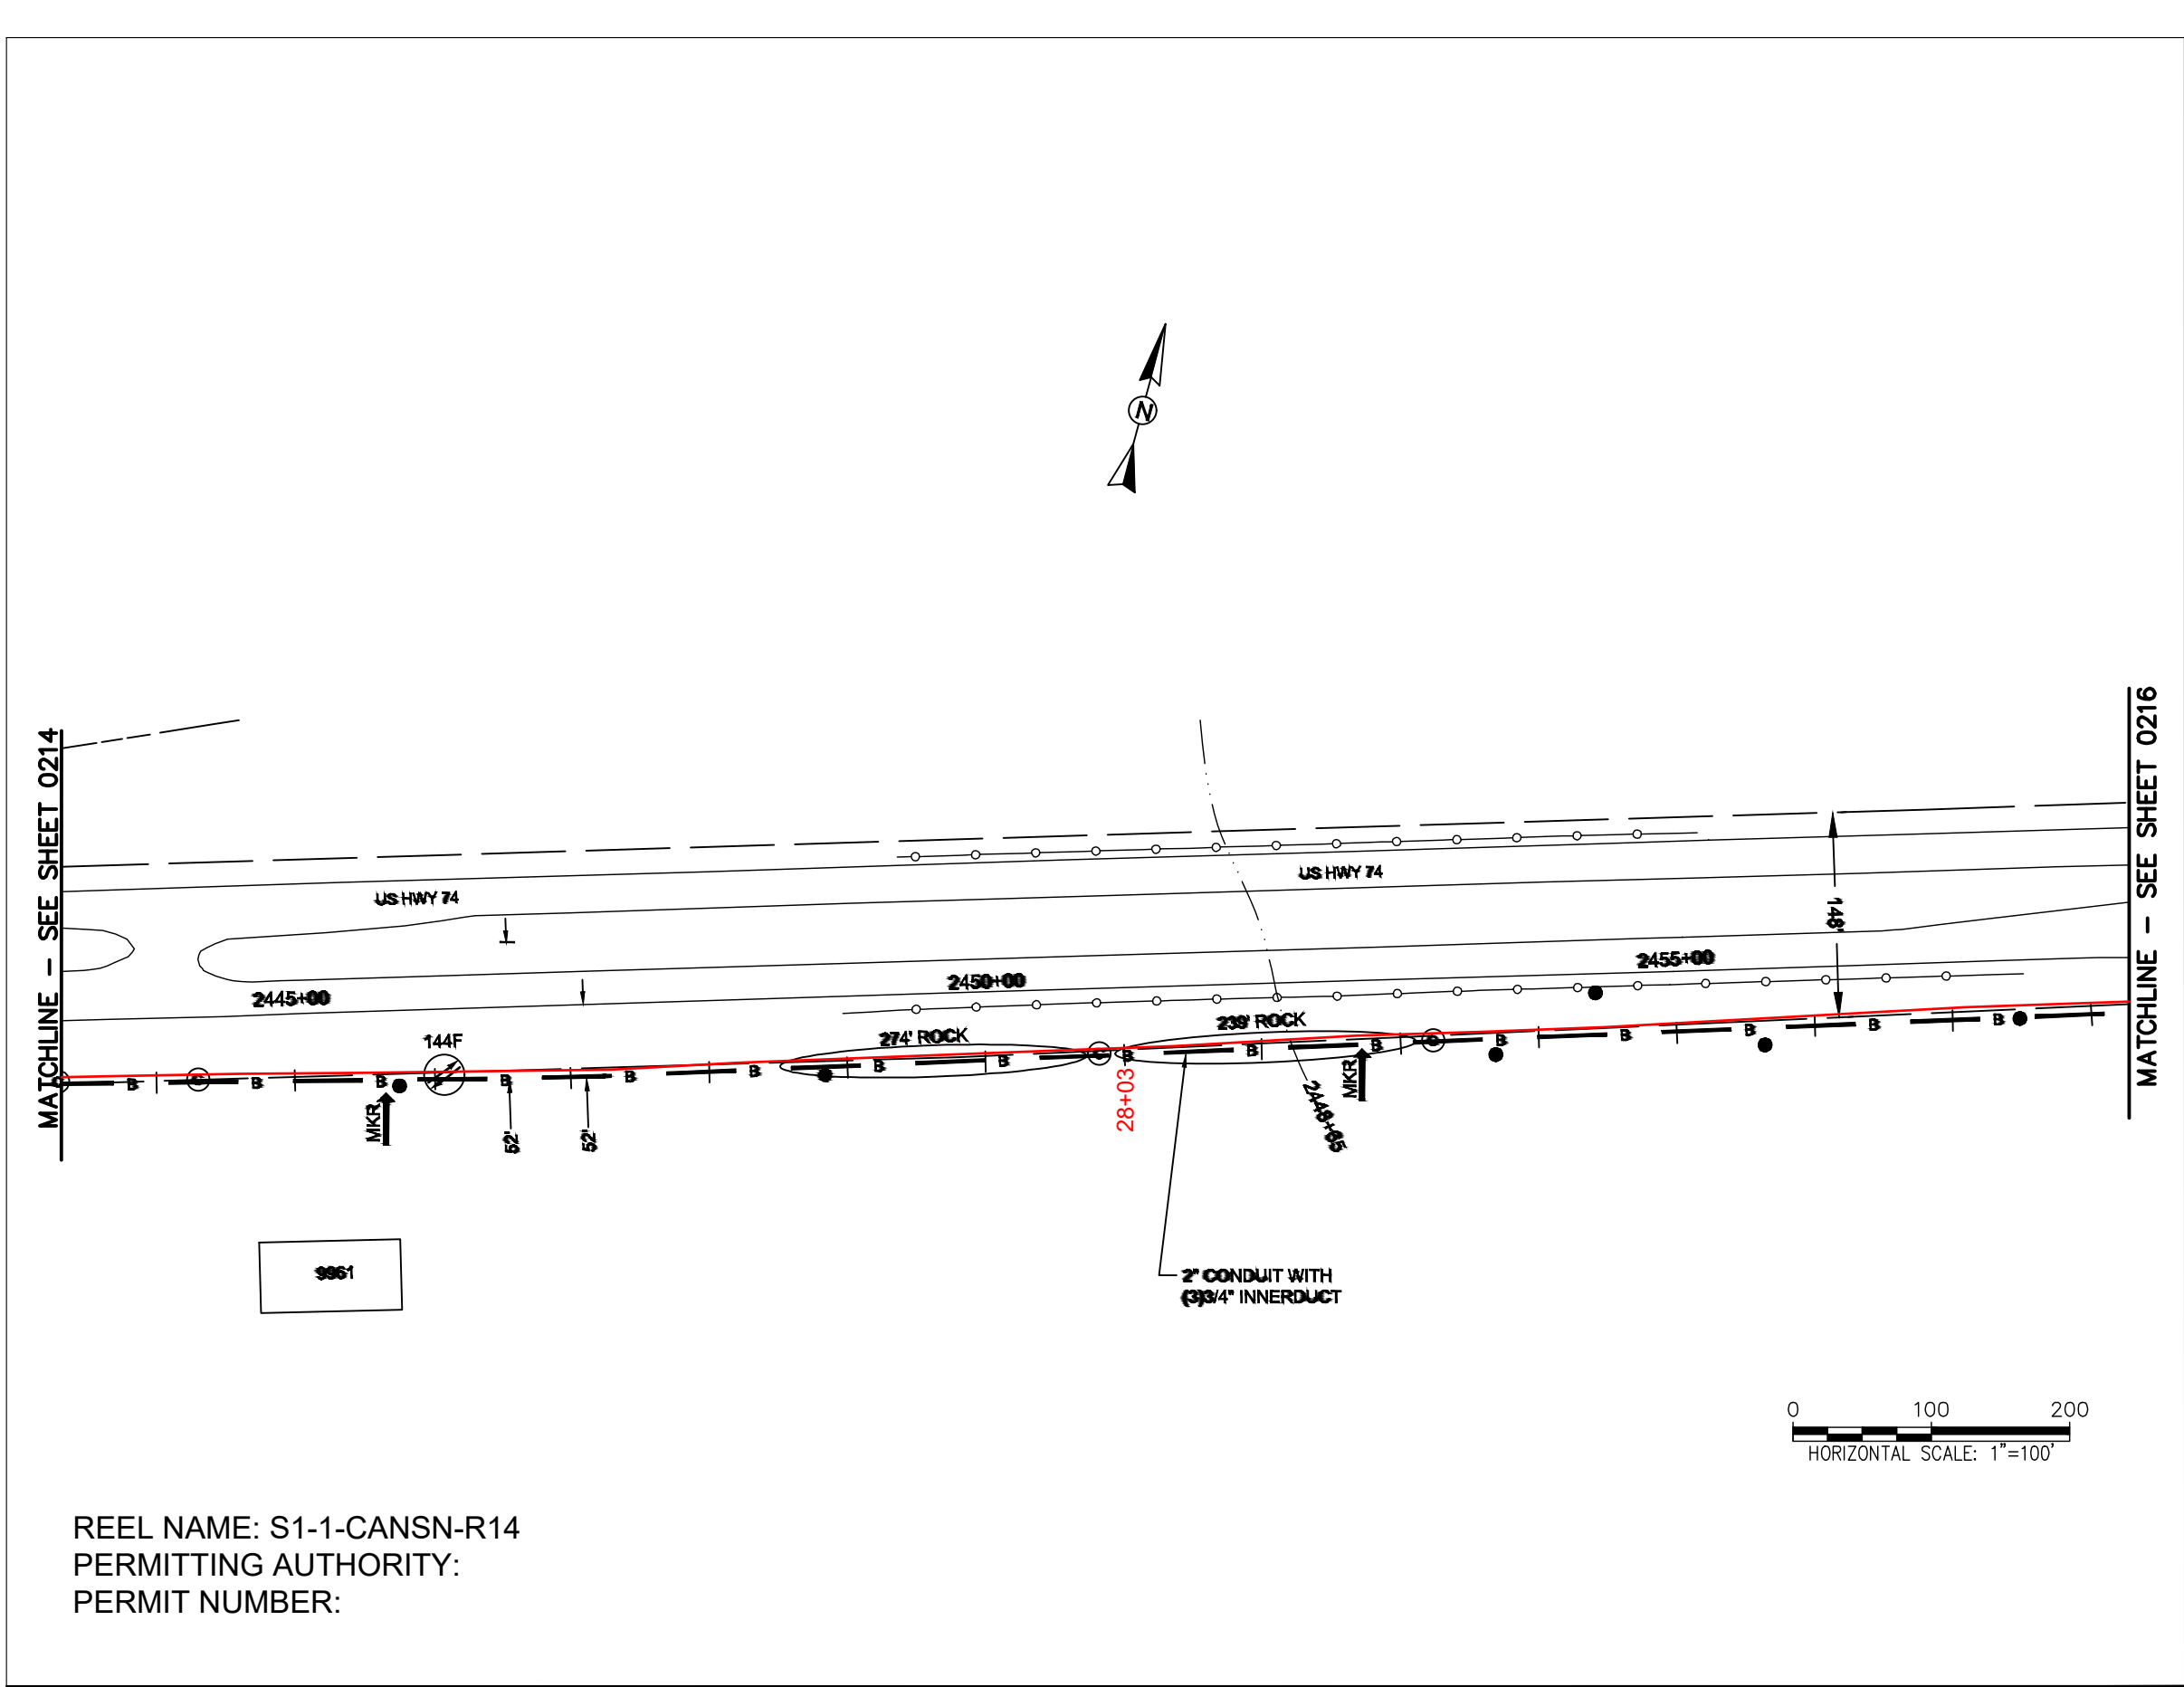 N
MATCHLINE - SEE SHEET 0214
MATCHLINE - SEE SHEET 0216
US HWY 74
US HWY 74
148'
2445+00
2450+00
2455+00
144F
274' ROCK
239' ROCK
C
C
C
C
B B B B B B B B B B B B B B B B
MKR
52'
52'
28+03
2448+65
MKR
9961
2" CONDUIT WITH
(3)3/4" INNERDUCT
0 100 200
HORIZONTAL SCALE: 1"=100'
REEL NAME: S1-1-CANSN-R14
PERMITTING AUTHORITY:
PERMIT NUMBER: